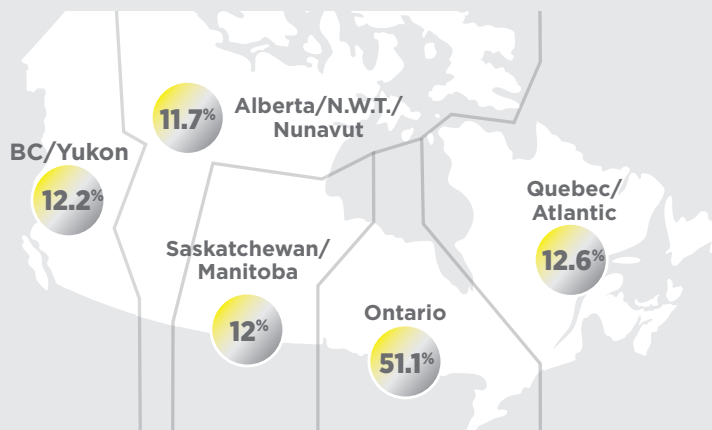 Alberta/N.W.T./
Nunavut
11.7%
BC/Yukon
12.2%
Quebec/
Atlantic
12.6%
Saskatchewan/
Manitoba
12%
Ontario
51.1%